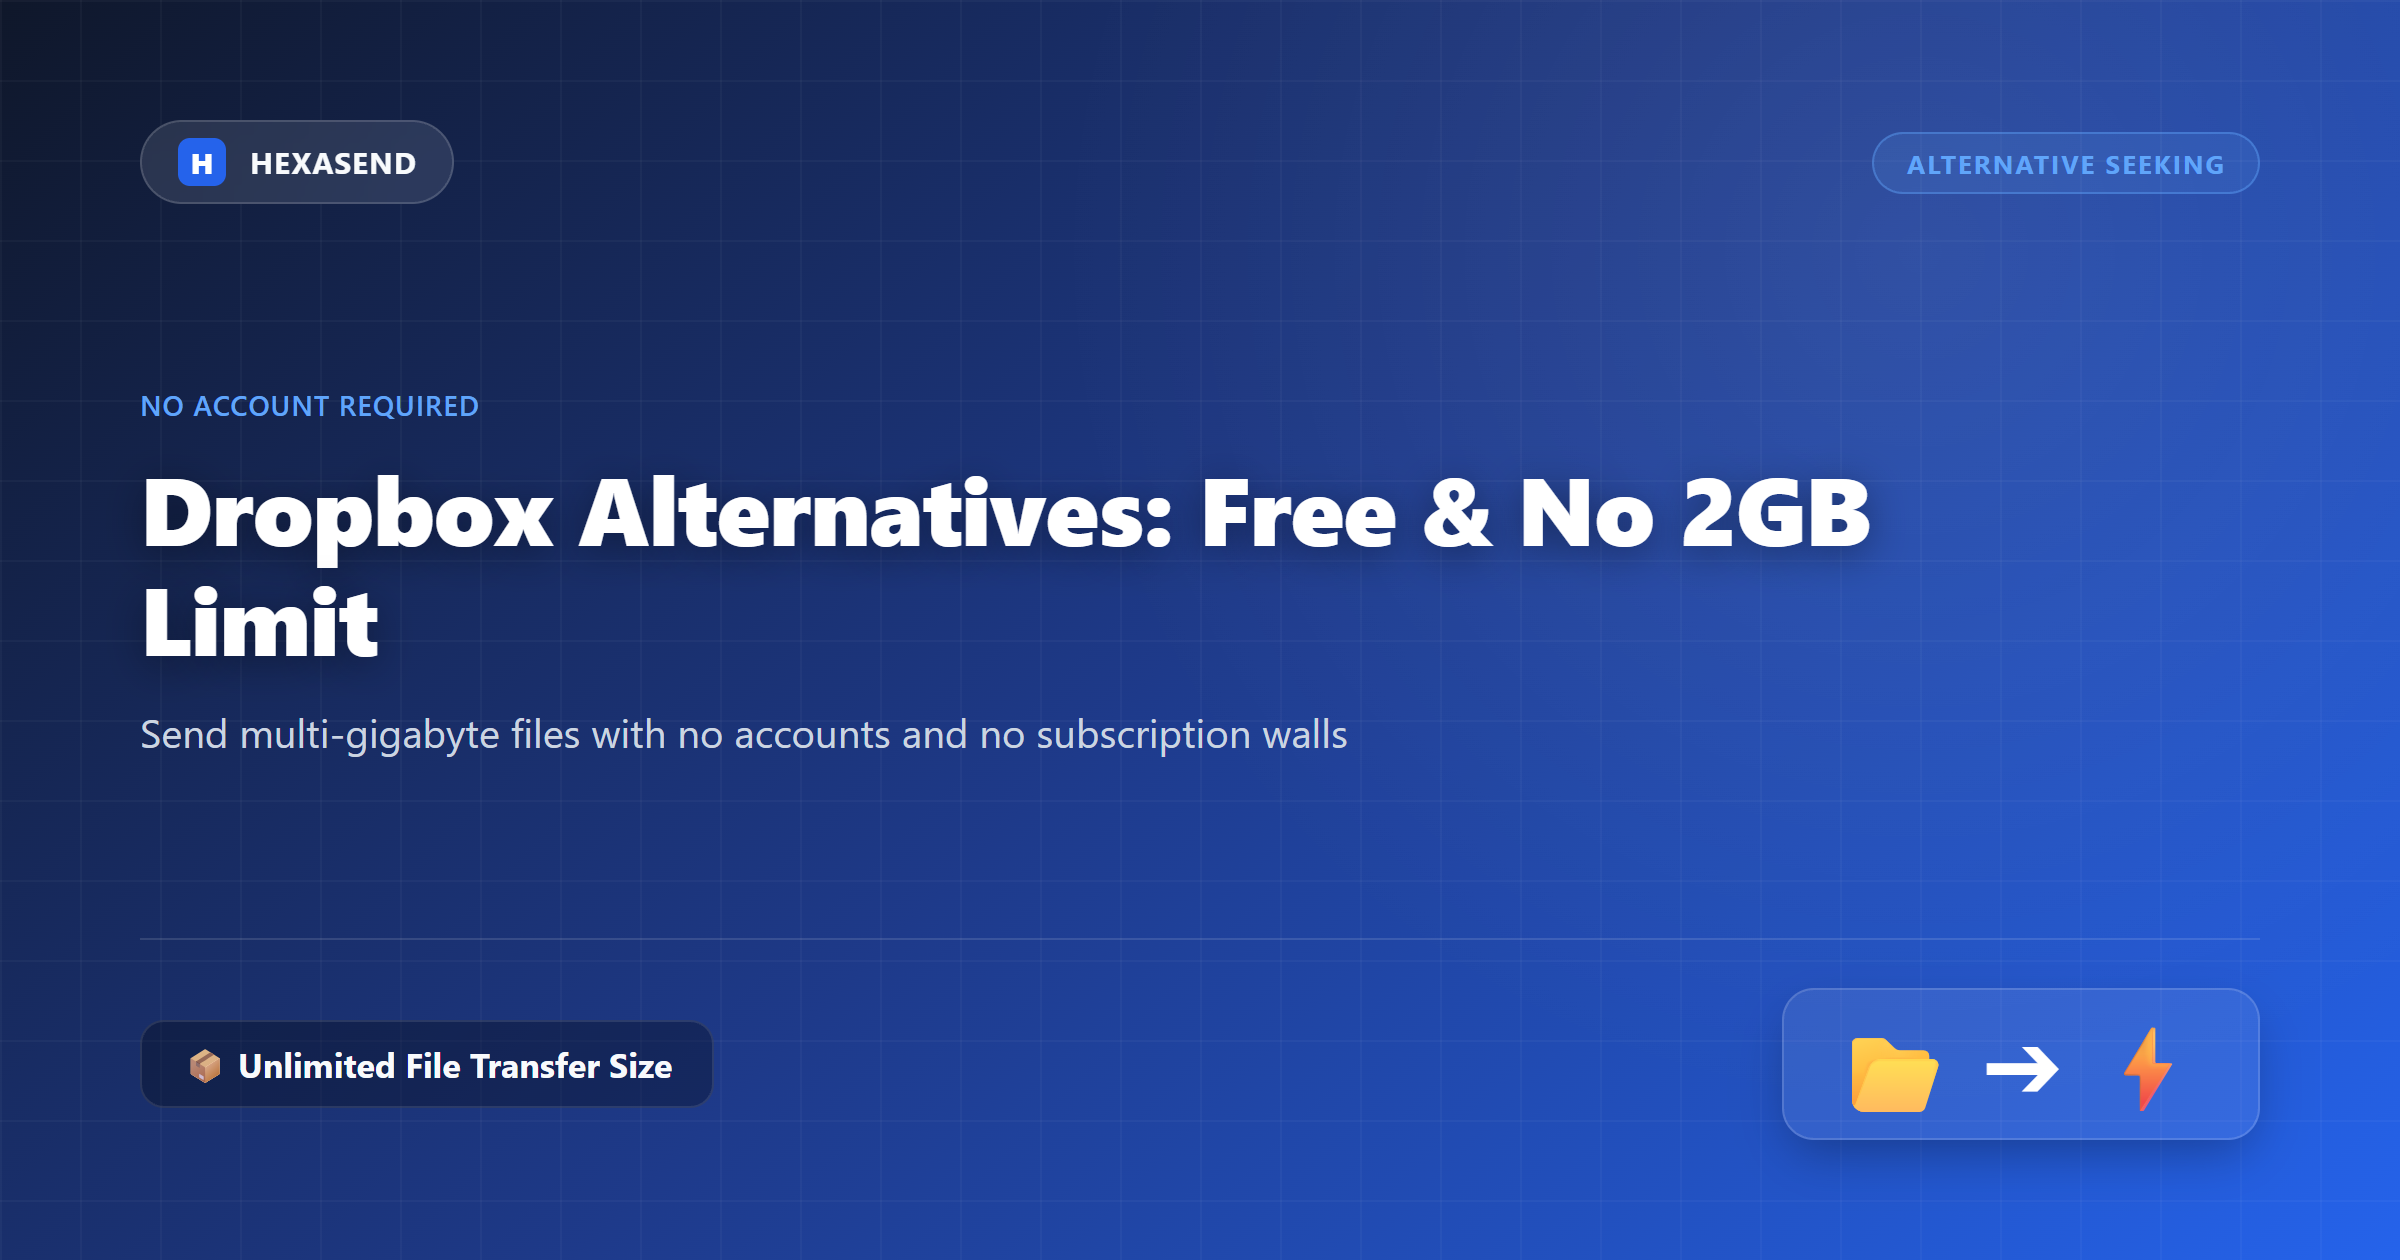 H HEXASEND
ALTERNATIVE SEEKING
NO ACCOUNT REQUIRED
Dropbox Alternatives: Free & No 2GB
Limit
Send multi-gigabyte files with no accounts and no subscription walls
Unlimited File Transfer Size